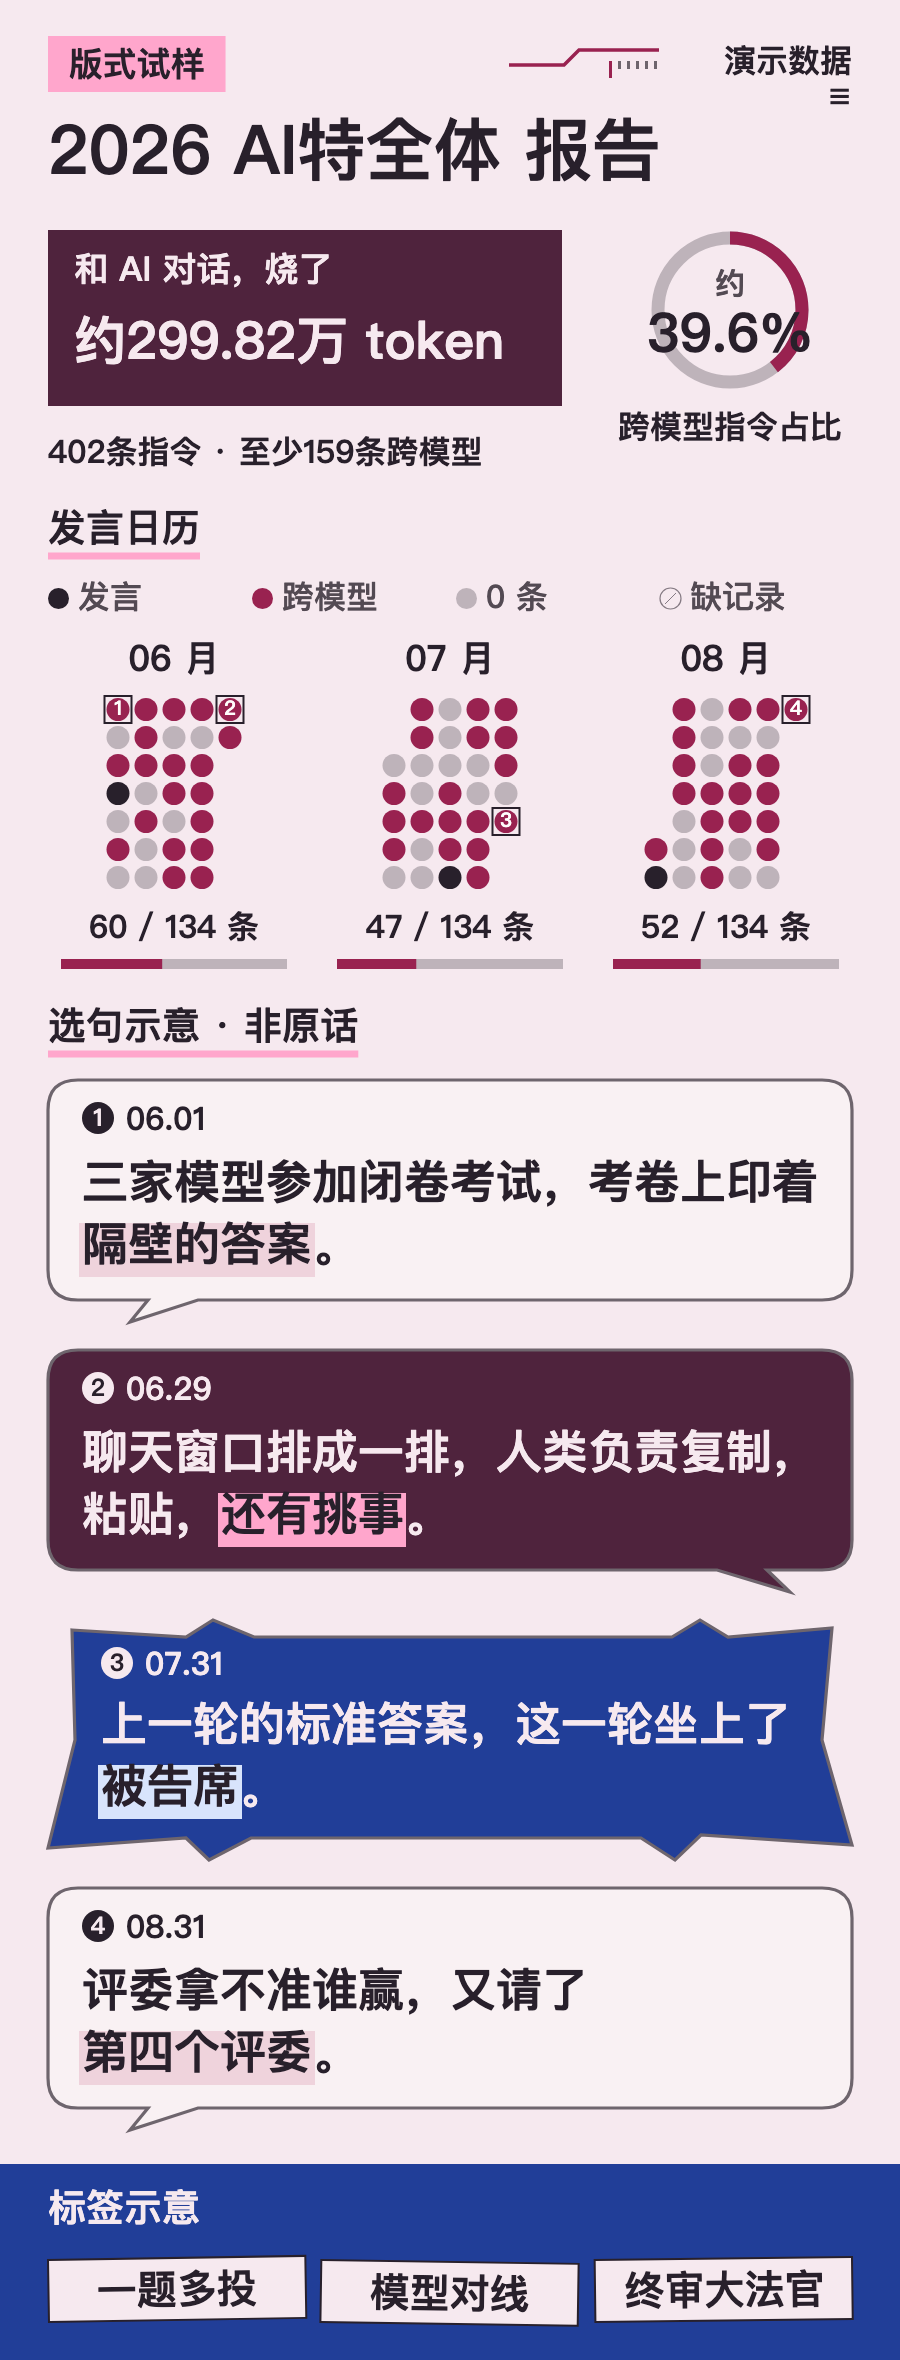 版式试样
演示数据
2026 AI特全体 报告
和 AI 对话，烧了
约299.82万 token
约
39.6%
跨模型指令占比
402条指令 · 至少159条跨模型
发言日历
发言
跨模型
0 条
缺记录
06 月
07 月
08 月
1
2
4
3
60 / 134 条
47 / 134 条
52 / 134 条
选句示意 · 非原话
1 06.01
三家模型参加闭卷考试，考卷上印着
隔壁的答案。
2 06.29
聊天窗口排成一排，人类负责复制，
粘贴，还有挑事。
3 07.31
上一轮的标准答案，这一轮坐上了
被告席。
4 08.31
评委拿不准谁赢，又请了
第四个评委。
标签示意
一题多投
模型对线
终审大法官